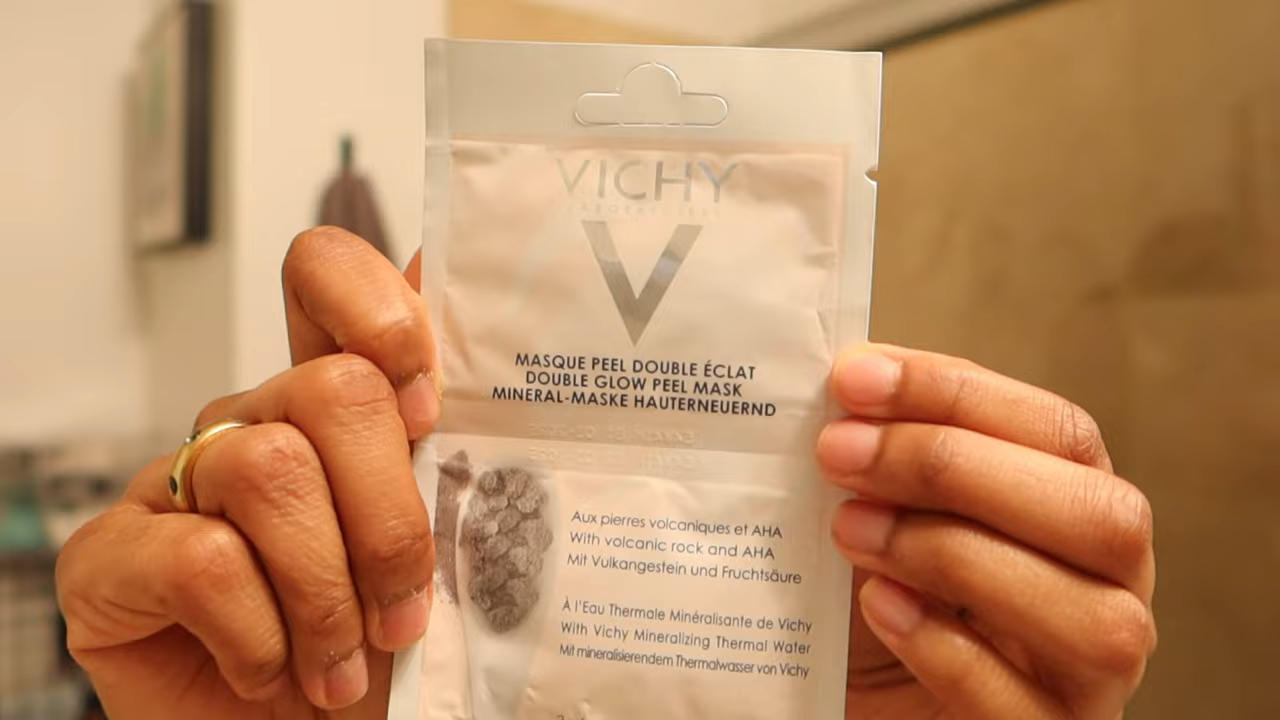 VICHY
LABORATOIRES
V
MASQUE PEEL DOUBLE ÉCLAT
DOUBLE GLOW PEEL MASK
MINERAL-MASKE HAUTERNEUERND
Aux pierres volcaniques et AHA
With volcanic rock and AHA
Mit Vulkangestein und Fruchtsäure
À l'Eau Thermale Minéralisante de Vichy
With Vichy Mineralizing Thermal Water
Mit mineralisierendem Thermalwasser von Vichy